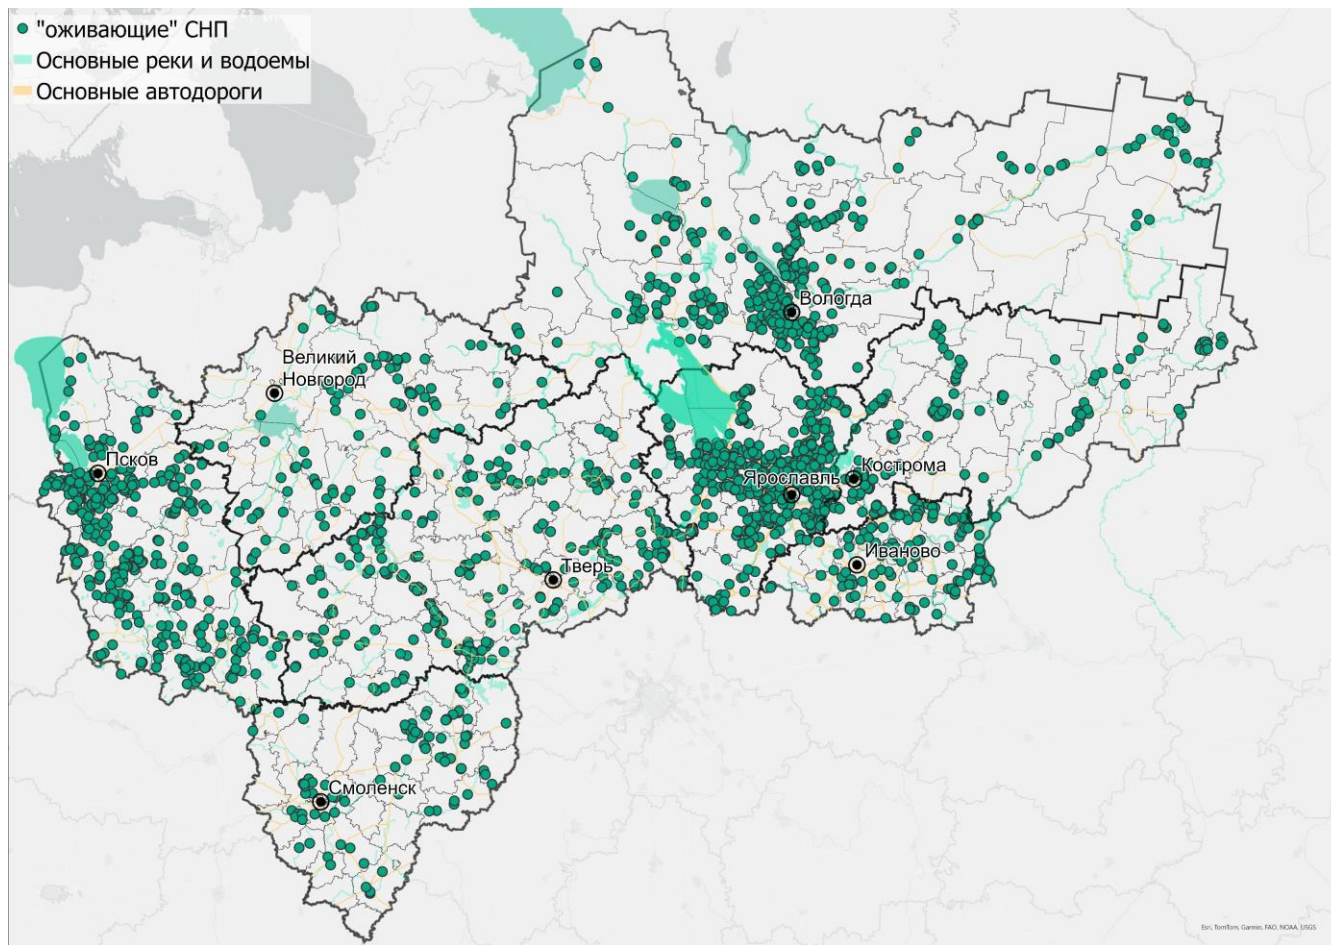 "оживающие" СНП
Основные реки и водоемы
Основные автодороги
Вологда
Великий
Новгород
Псков
Кострома
Ярославль
Иваново
Тверь
Смоленск
Esri, TomTom, Garmin, FAO, NOAA, USGS